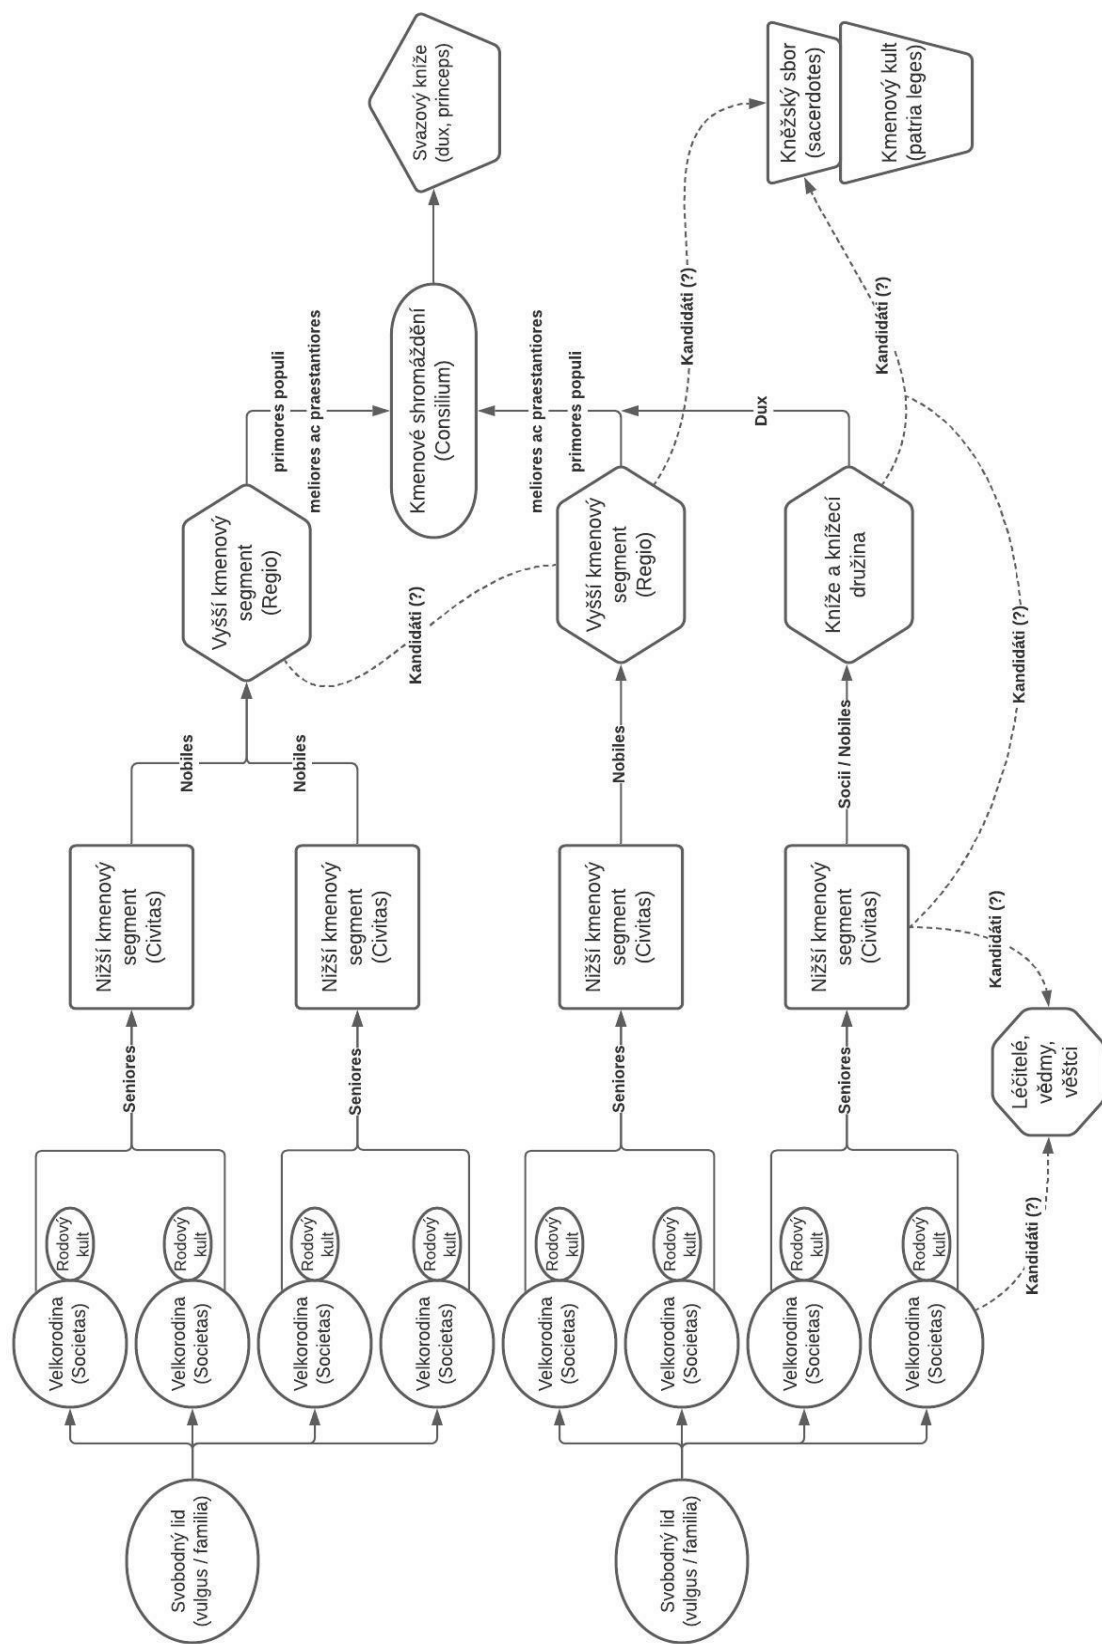 Svobodný lid
(vulgus / familia)
Svobodný lid
(vulgus / familia)
Velkorodina
(Societas)
Rodový
kult
Velkorodina
(Societas)
Rodový
kult
Velkorodina
(Societas)
Rodový
kult
Velkorodina
(Societas)
Rodový
kult
Velkorodina
(Societas)
Rodový
kult
Velkorodina
(Societas)
Rodový
kult
Velkorodina
(Societas)
Rodový
kult
Velkorodina
(Societas)
Rodový
kult
Seniores
Seniores
Seniores
Seniores
Kandidáti (?)
Léčitelé,
vědmy,
věštci
Nižší kmenový
segment
(Civitas)
Nižší kmenový
segment
(Civitas)
Nižší kmenový
segment
(Civitas)
Nižší kmenový
segment
(Civitas)
Kandidáti (?)
Nobiles
Nobiles
Nobiles
Socii / Nobiles
Kandidáti (?)
Vyšší kmenový
segment
(Regio)
Kandidáti (?)
Vyšší kmenový
segment
(Regio)
Kníže a knížecí
družina
primores populi
meliores ac praestantiores
Kmenové shromáždění
(Consilium)
meliores ac praestantiores
primores populi
Dux
Kandidáti (?)
Kandidáti (?)
Svazový kníže
(dux, princeps)
Kněžský sbor
(sacerdotes)
Kmenový kult
(patria leges)